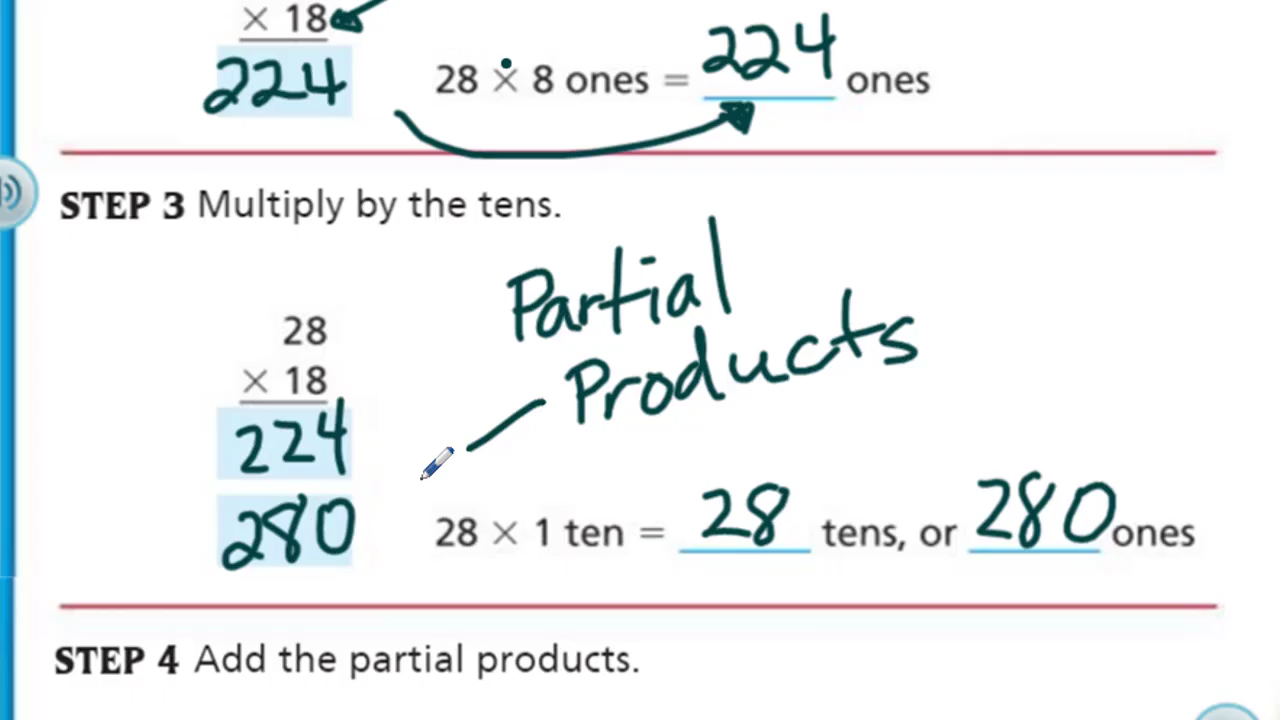 × 18
224
28 × 8 ones = 224 ones
STEP 3 Multiply by the tens.
Partial
Products
28
× 18
224
280
28 × 1 ten = 28 tens, or 280 ones
STEP 4 Add the partial products.